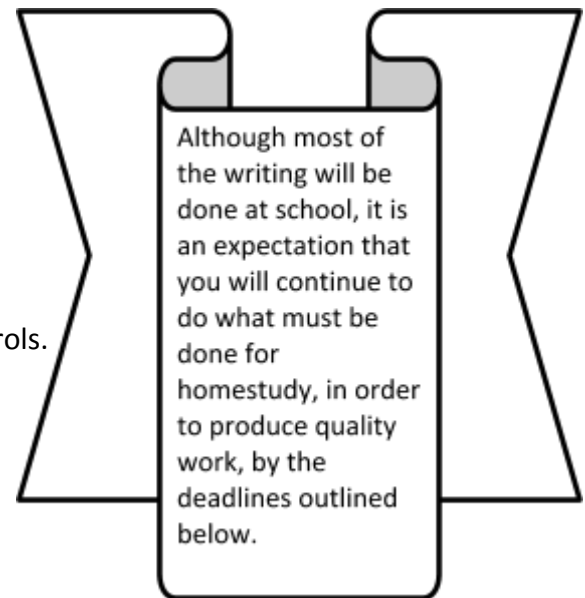 Although most of
the writing will be
done at school, it is
an expectation that
you will continue to
do what must be
rols.
done for
homestudy, in order
to produce quality
work, by the
deadlines outlined
below.